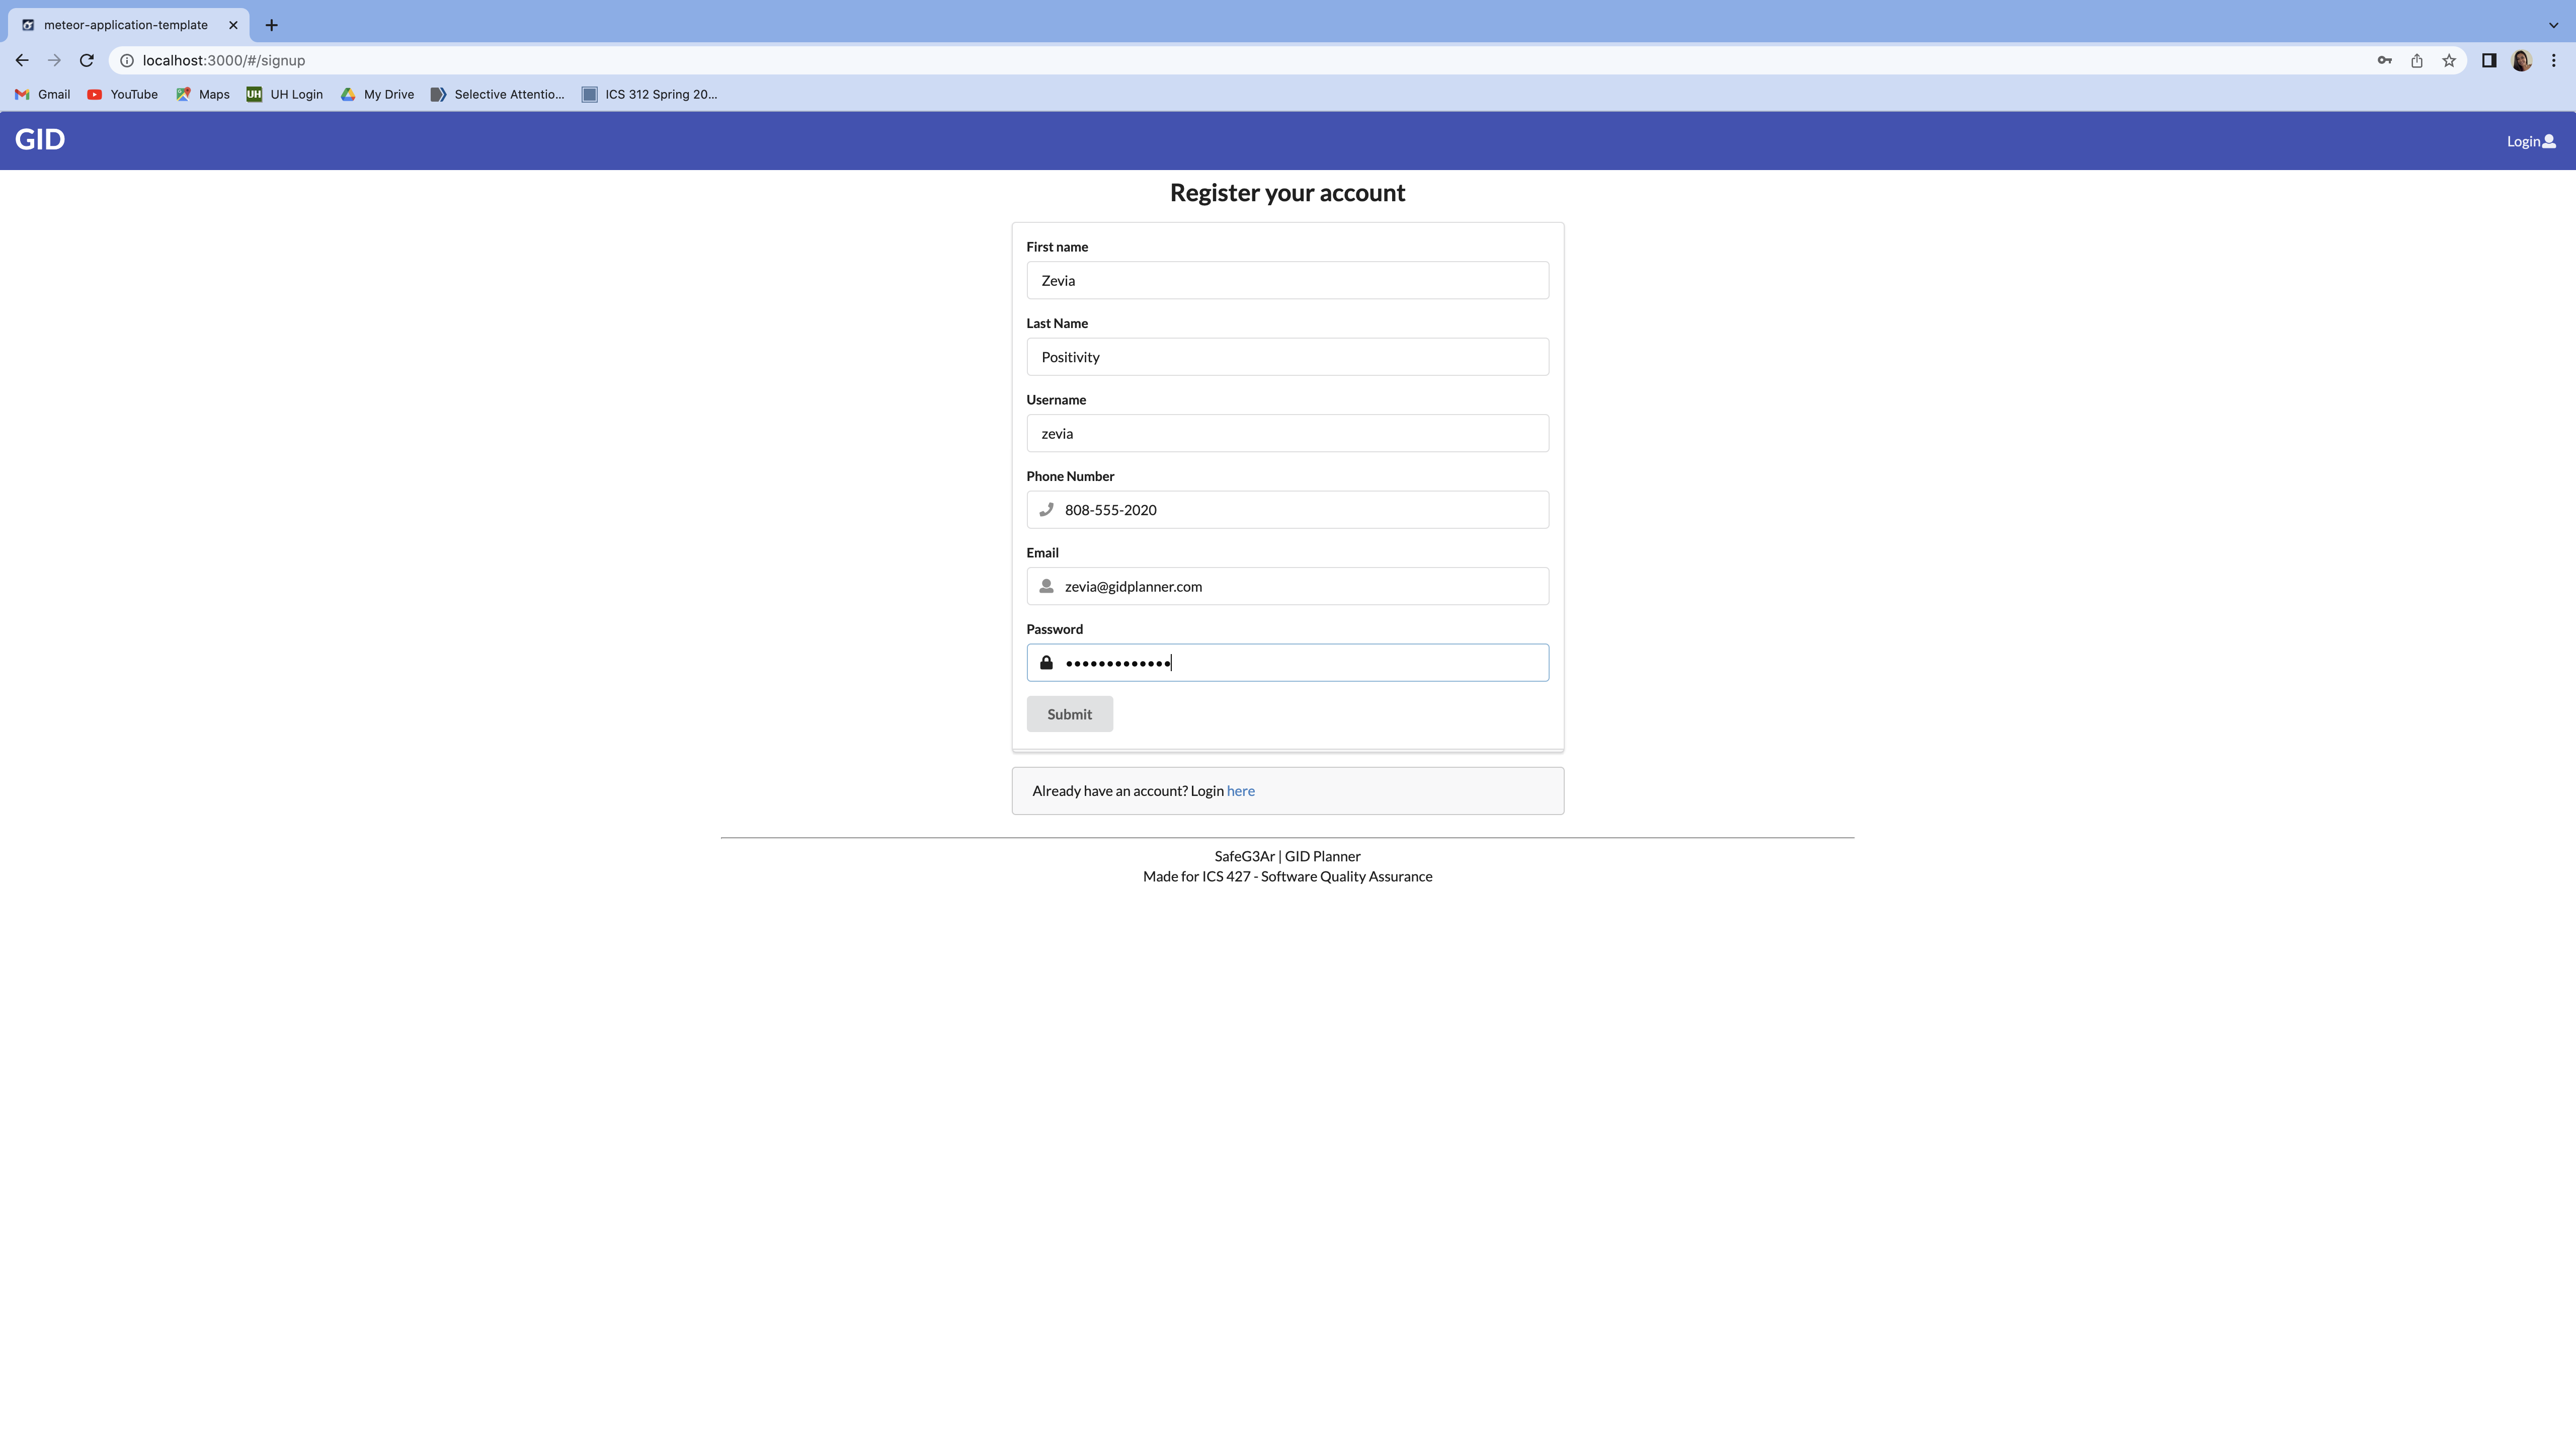 meteor-application-template
localhost:3000/#/signup
Gmail YouTube Maps UH UH Login My Drive Selective Attentio... ICS 312 Spring 20...
GID
Login
Register your account
First name
Zevia
Last Name
Positivity
Username
zevia
Phone Number
808-555-2020
Email
zevia@gidplanner.com
Password
•••••••••••••
Submit
Already have an account? Login here
SafeG3Ar | GID Planner
Made for ICS 427 - Software Quality Assurance